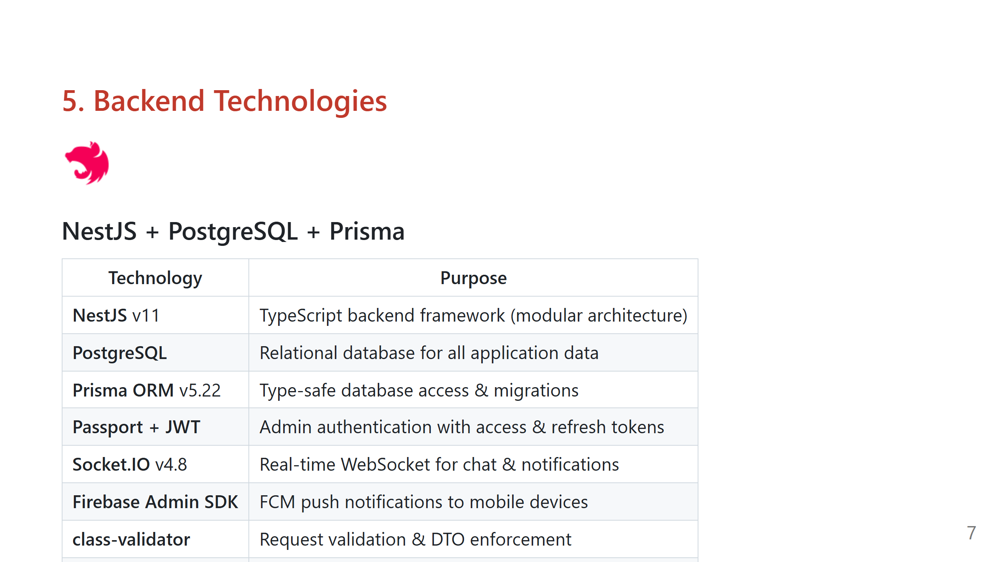 5. Backend Technologies
NestJS + PostgreSQL + Prisma
Technology Purpose
NestJS v11 TypeScript backend framework (modular architecture)
PostgreSQL Relational database for all application data
Prisma ORM v5.22 Type-safe database access & migrations
Passport + JWT Admin authentication with access & refresh tokens
Socket.IO v4.8 Real-time WebSocket for chat & notifications
Firebase Admin SDK FCM push notifications to mobile devices
class-validator Request validation & DTO enforcement
7